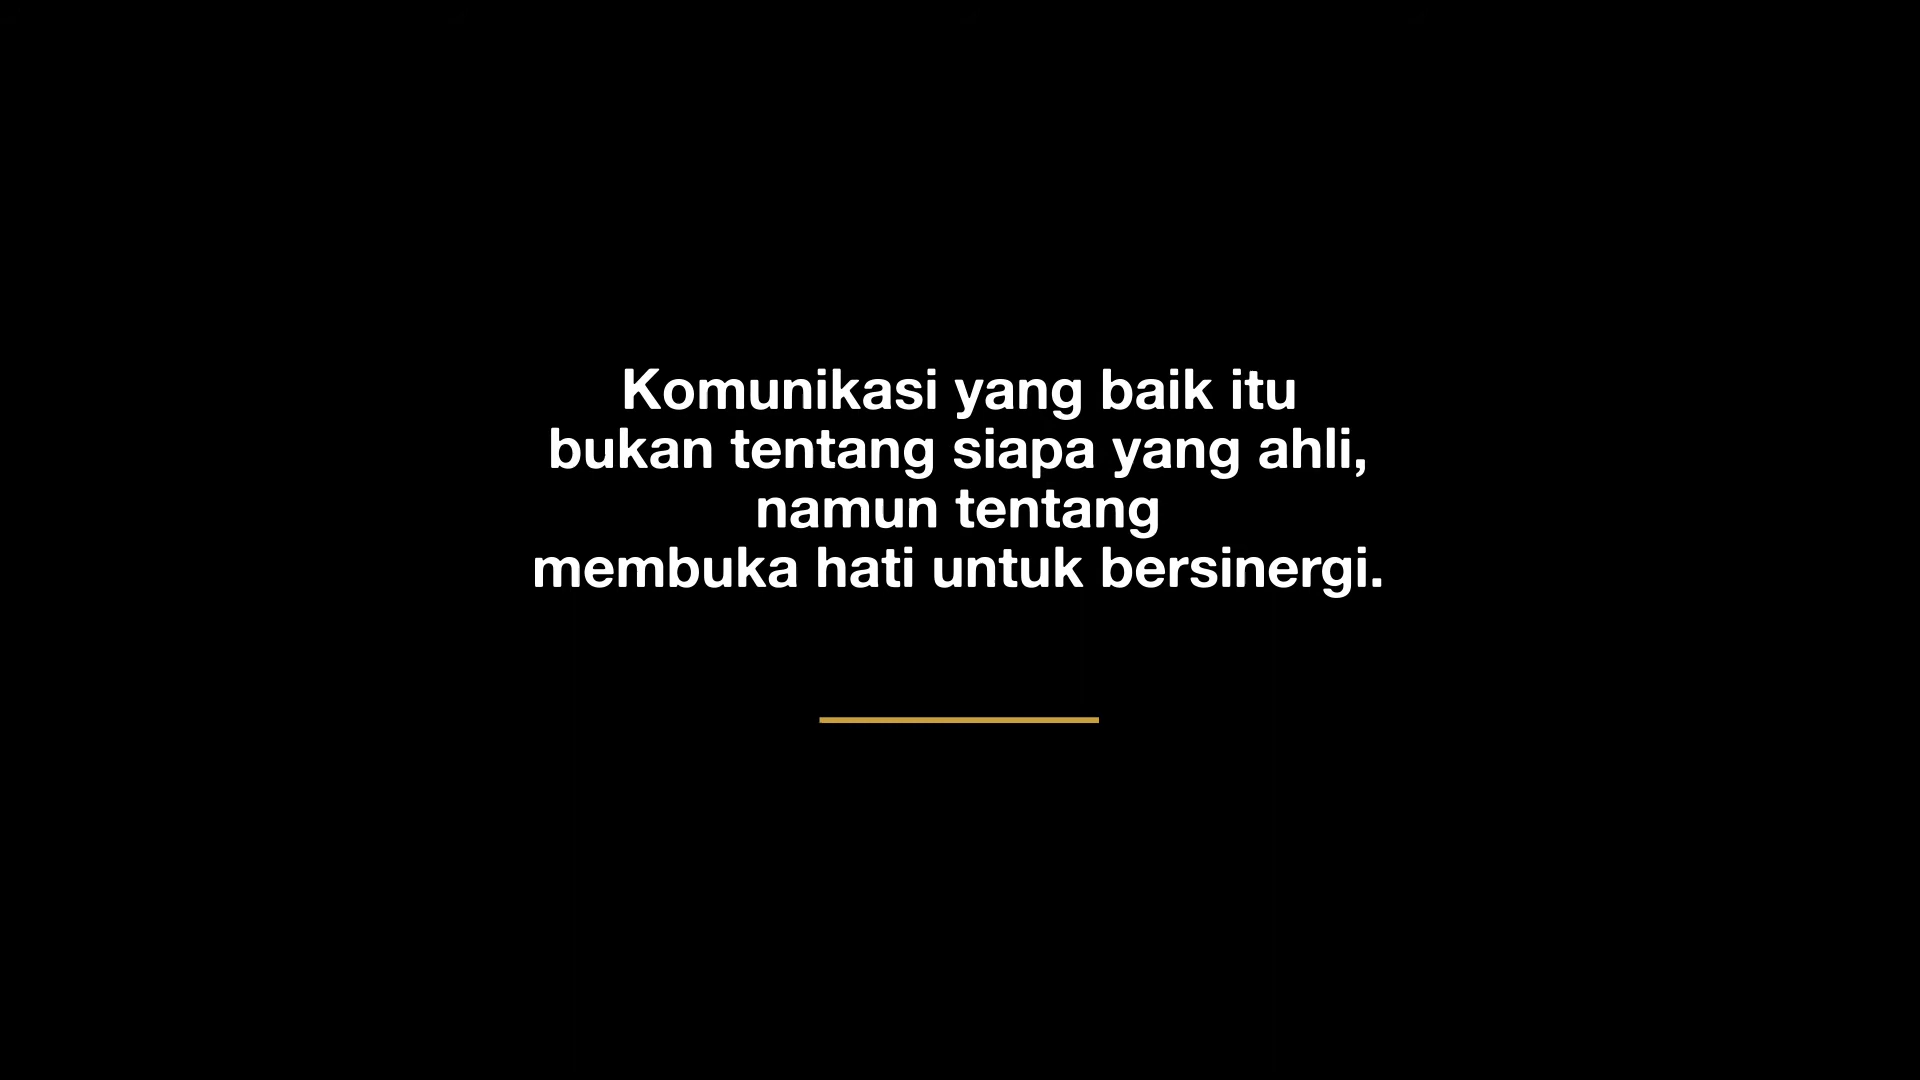 Komunikasi yang baik itu
bukan tentang siapa yang ahli,
namun tentang
membuka hati untuk bersinergi.